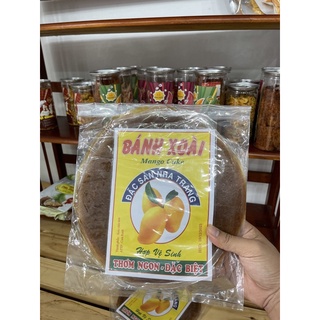 BÁNH XOÀI
Mango Cake
ĐẶC SẢN NHA TRANG
Hợp Vệ Sinh
THƠM NGON - ĐẶC BIỆT